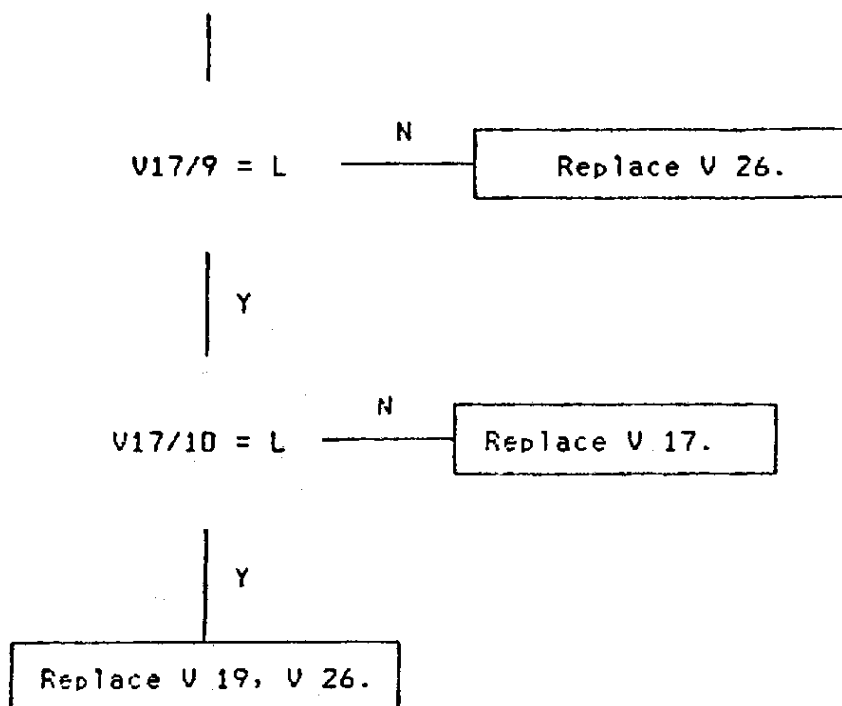 N
V17/9 = L
Replace V 26.
Y
N
V17/10 = L
Replace V 17.
Y
Replace V 19, V 26.